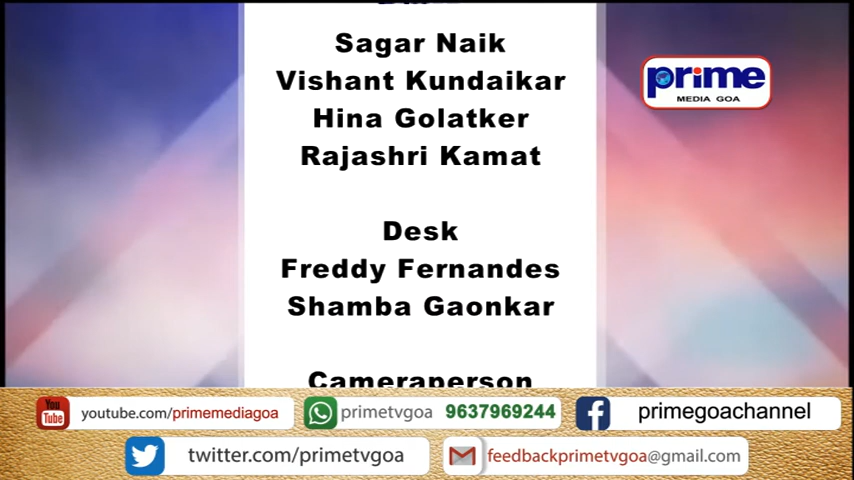 Sagar Naik
Vishant Kundaikar
Hina Golatker
Rajashri Kamat
Desk
Freddy Fernandes
Shamba Gaonkar
Cameraperson
prime
MEDIA GOA
You
Tube
youtube.com/primemediagoa
primetvgoa 9637969244
primegoachannel
twitter.com/primetvgoa
feedbackprimetvgoa@gmail.com